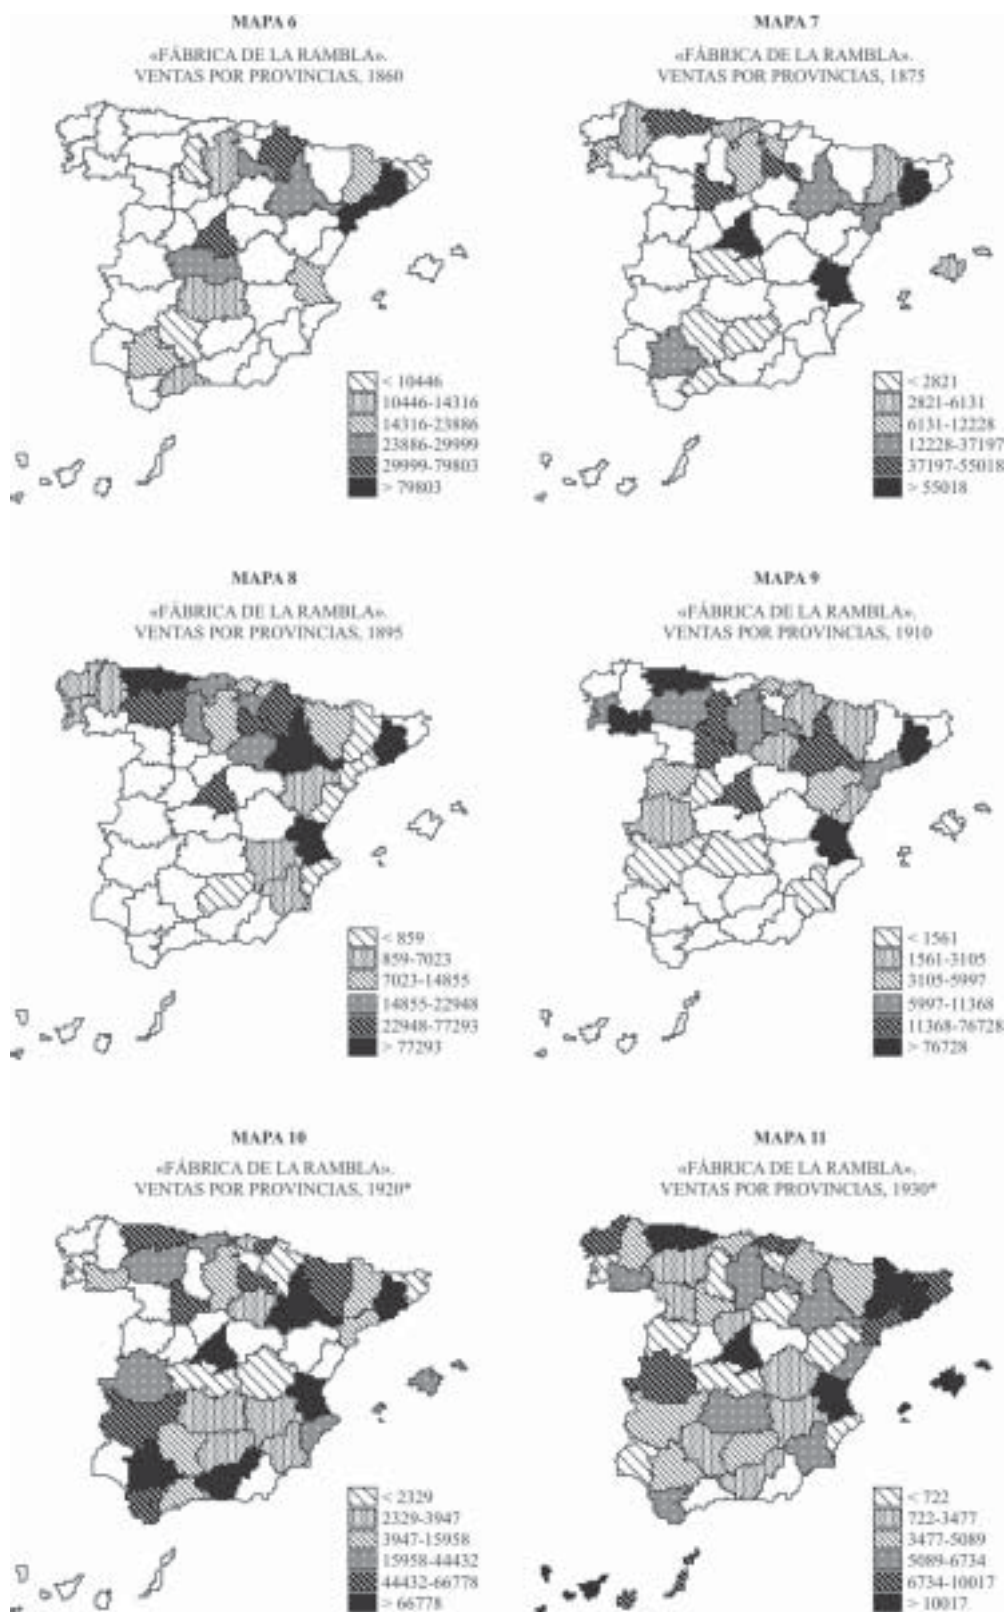 MAPA 6
«FÁBRICA DE LA RAMBLA».
VENTAS POR PROVINCIAS, 1860
< 10446
10446-14316
14316-23886
23886-29999
29999-79803
> 79803
MAPA 7
«FÁBRICA DE LA RAMBLA».
VENTAS POR PROVINCIAS, 1875
< 2821
2821-6131
6131-12228
12228-37197
37197-55018
> 55018
MAPA 8
«FÁBRICA DE LA RAMBLA».
VENTAS POR PROVINCIAS, 1895
< 859
859-7023
7023-14855
14855-22948
22948-77293
> 77293
MAPA 9
«FÁBRICA DE LA RAMBLA».
VENTAS POR PROVINCIAS, 1910
< 1561
1561-3105
3105-5997
5997-11368
11368-76728
> 76728
MAPA 10
«FÁBRICA DE LA RAMBLA».
VENTAS POR PROVINCIAS, 1920*
< 2329
2329-3947
3947-15958
15958-44432
44432-66778
> 66778
MAPA 11
«FÁBRICA DE LA RAMBLA».
VENTAS POR PROVINCIAS, 1930*
< 722
722-3477
3477-5089
5089-6734
6734-10017
> 10017